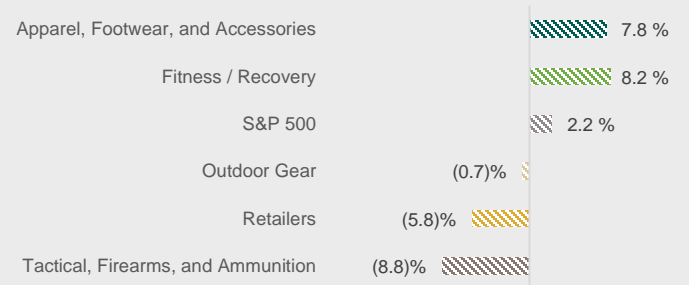 Apparel, Footwear, and Accessories 7.8 %
Fitness / Recovery 8.2 %
S&P 500 2.2 %
Outdoor Gear (0.7)%
Retailers (5.8)%
Tactical, Firearms, and Ammunition (8.8)%